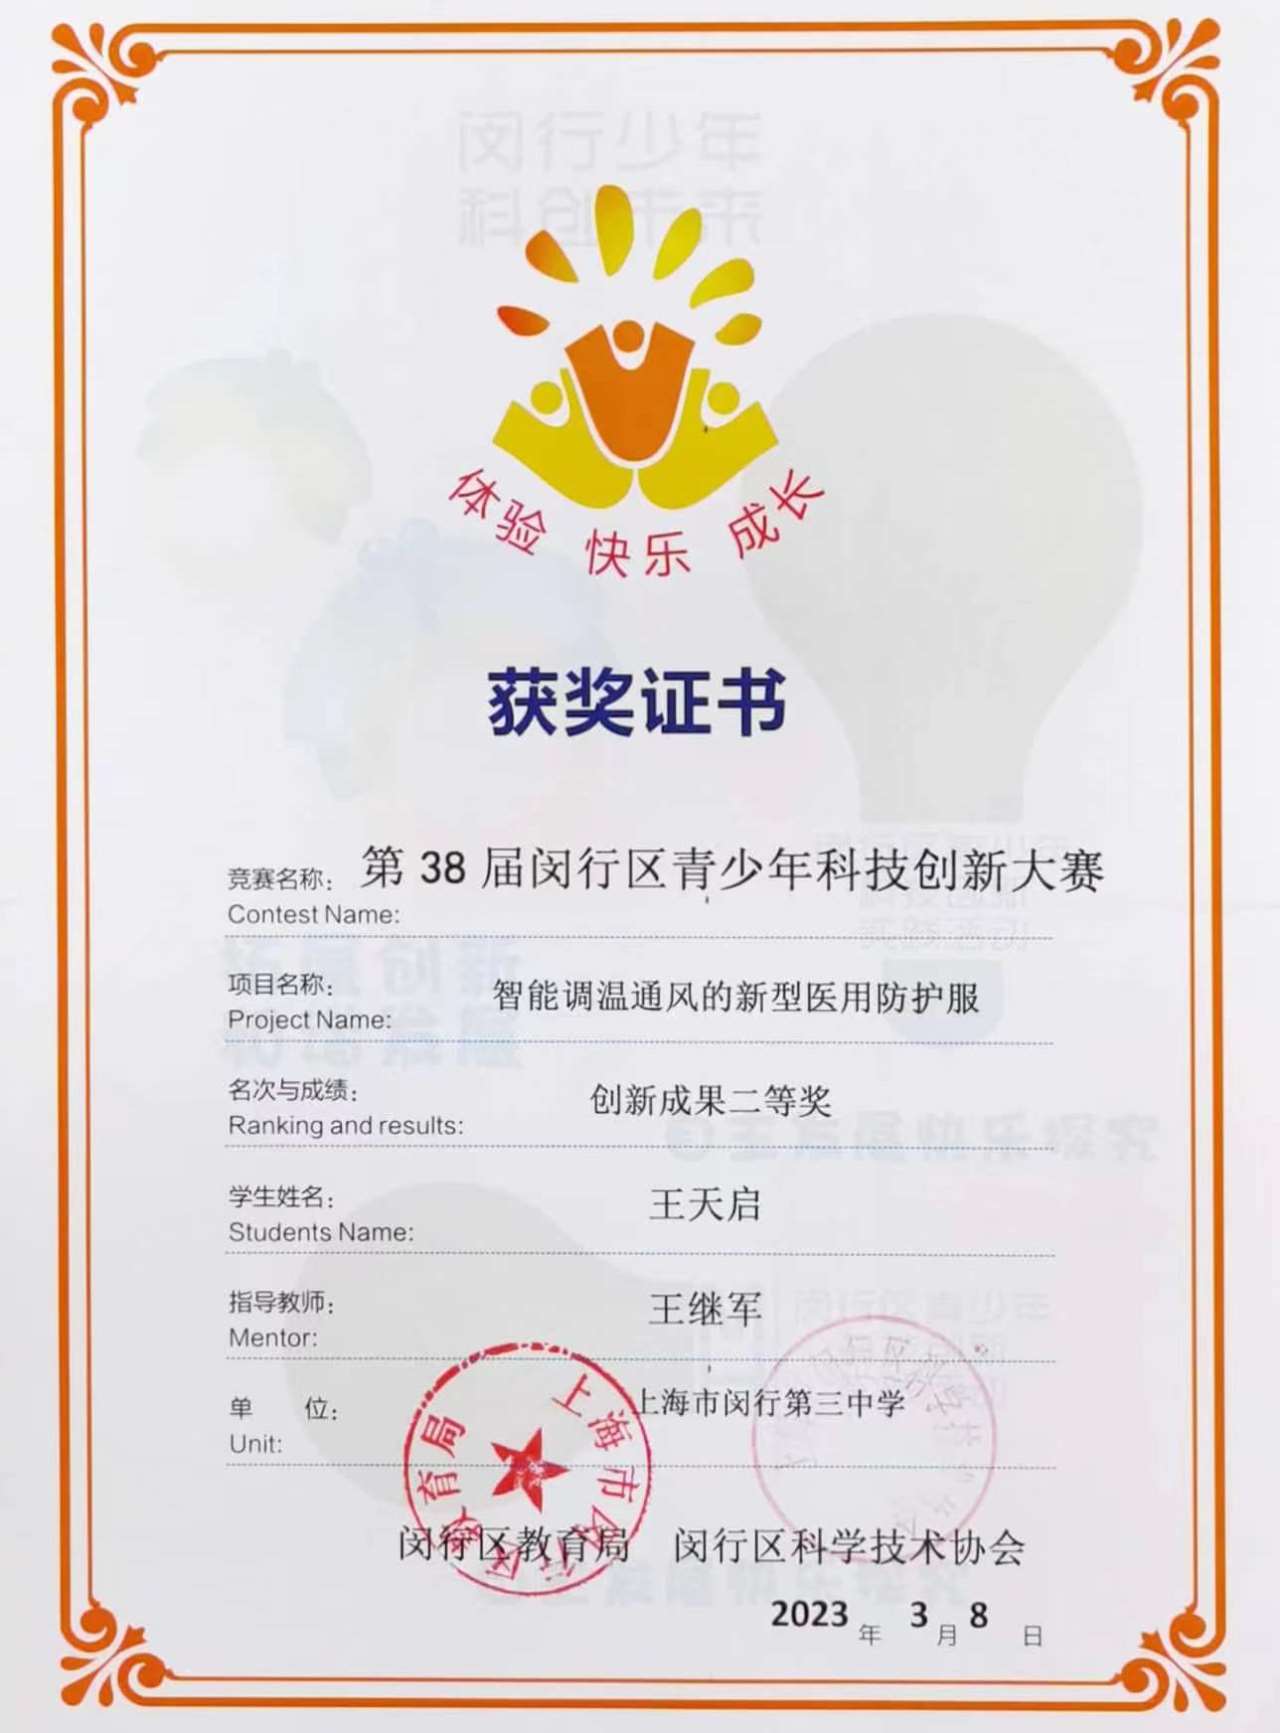 闵行少年
科创未来
体验 快乐 成长
获奖证书
竞赛名称: 第 38 届闵行区青少年科技创新大赛
Contest Name:
项目名称: 智能调温通风的新型医用防护服
Project Name:
名次与成绩: 创新成果二等奖
Ranking and results:
学生姓名: 王天启
Students Name:
指导教师: 王继军
Mentor:
单 位: 上海市闵行第三中学
Unit:
上海市闵行区教育局
闵行区教育局 闵行区科学技术协会
2023 年 3 月 8 日